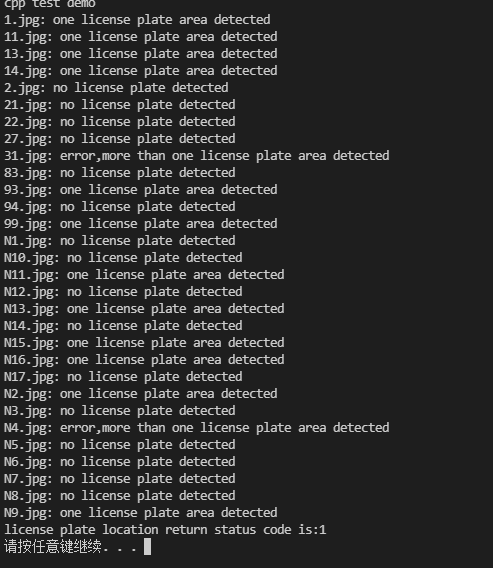 cpp test demo
1.jpg: one license plate area detected
11.jpg: one license plate area detected
13.jpg: one license plate area detected
14.jpg: one license plate area detected
2.jpg: no license plate detected
21.jpg: no license plate detected
22.jpg: no license plate detected
27.jpg: no license plate detected
31.jpg: error,more than one license plate area detected
83.jpg: no license plate detected
93.jpg: one license plate area detected
94.jpg: no license plate detected
99.jpg: one license plate area detected
N1.jpg: no license plate detected
N10.jpg: no license plate detected
N11.jpg: one license plate area detected
N12.jpg: no license plate detected
N13.jpg: one license plate area detected
N14.jpg: no license plate detected
N15.jpg: one license plate area detected
N16.jpg: one license plate area detected
N17.jpg: no license plate detected
N2.jpg: one license plate area detected
N3.jpg: no license plate detected
N4.jpg: error,more than one license plate area detected
N5.jpg: no license plate detected
N6.jpg: no license plate detected
N7.jpg: no license plate detected
N8.jpg: no license plate detected
N9.jpg: one license plate area detected
license plate location return status code is:1
请按任意键继续. . .